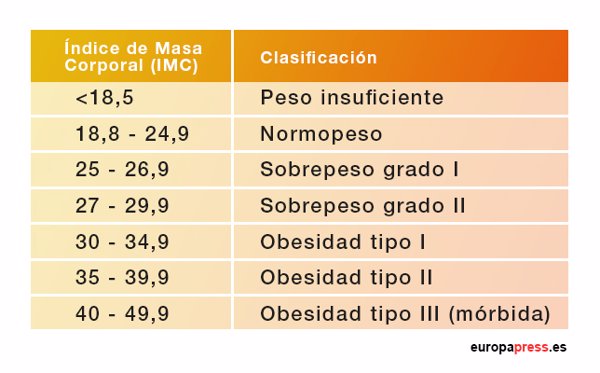 Índice de Masa
Corporal (IMC)
Clasificación
<18,5 Peso insuficiente
18,8 - 24,9 Normopeso
25 - 26,9 Sobrepeso grado I
27 - 29,9 Sobrepeso grado II
30 - 34,9 Obesidad tipo I
35 - 39,9 Obesidad tipo II
40 - 49,9 Obesidad tipo III (mórbida)
europapress.es